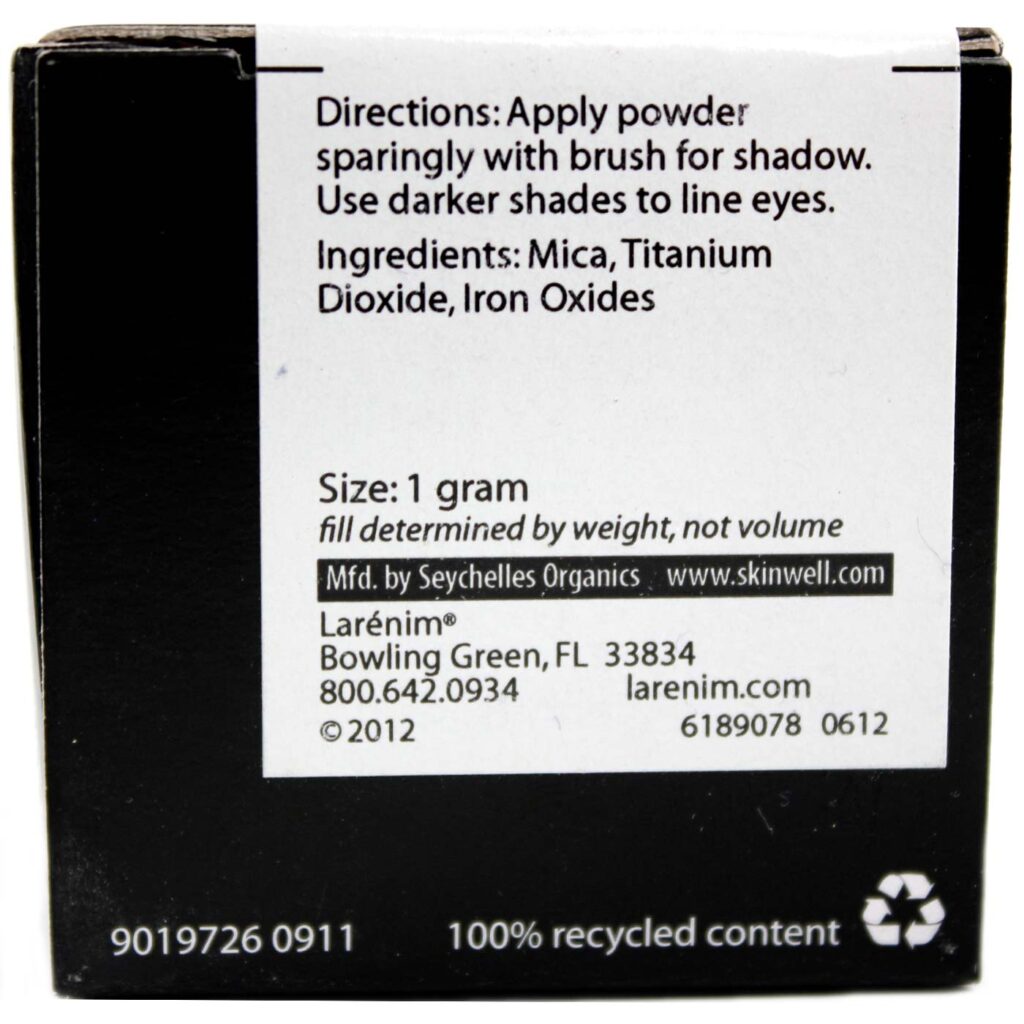 Directions: Apply powder
sparingly with brush for shadow.
Use darker shades to line eyes.
Ingredients: Mica, Titanium
Dioxide, Iron Oxides
Size: 1 gram
fill determined by weight, not volume
Mfd. by Seychelles Organics www.skinwell.com
Larénim®
Bowling Green, FL 33834
800.642.0934 larenim.com
©2012 6189078 0612
9019726 0911 100% recycled content